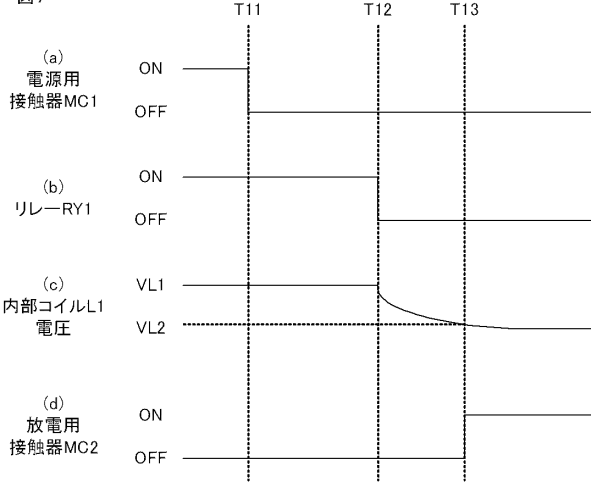 図7
T11 T12 T13
(a)
電源用
接触器MC1
ON
OFF
(b)
リレーRY1
ON
OFF
(c)
内部コイルL1
電圧
VL1
VL2
(d)
放電用
接触器MC2
ON
OFF